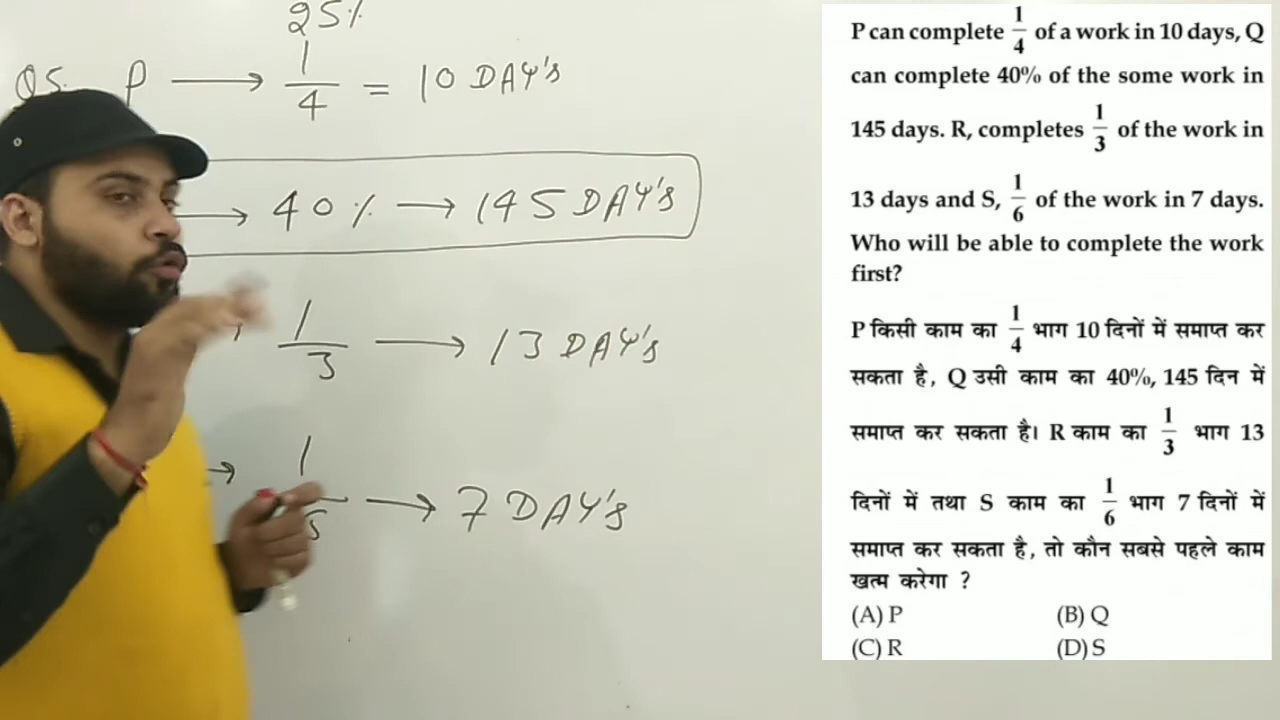 25%
Q5. P → 1/4 = 10 DAY's
→ 40% → 145 DAY's
1/3 → 13 DAY's
→ 1/ → 7 DAY's
P can complete 1/4 of a work in 10 days, Q
can complete 40% of the some work in
145 days. R, completes 1/3 of the work in
13 days and S, 1/6 of the work in 7 days.
Who will be able to complete the work
first?
P किसी काम का 1/4 भाग 10 दिनों में समाप्त कर
सकता है, Q उसी काम का 40%, 145 दिन में
समाप्त कर सकता है। R काम का 1/3 भाग 13
दिनों में तथा S काम का 1/6 भाग 7 दिनों में
समाप्त कर सकता है, तो कौन सबसे पहले काम
खत्म करेगा ?
(A) P (B) Q
(C) R (D) S